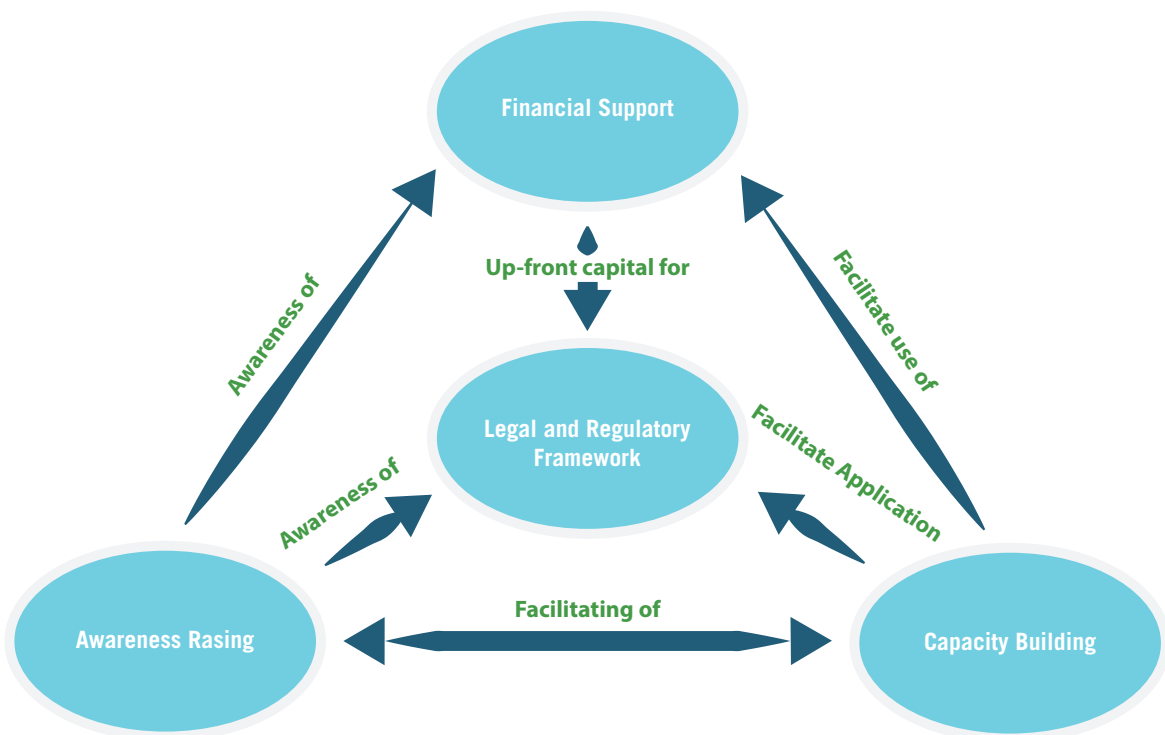 Financial Support
Up-front capital for
Awareness of
Facilitate use of
Legal and Regulatory
Framework
Awareness of
Facilitate Application
Facilitating of
Awareness Rasing
Capacity Building